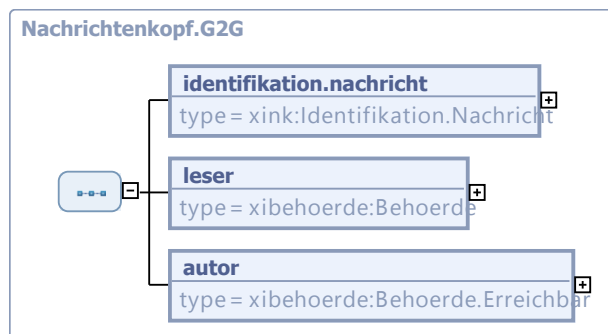 Nachrichtenkopf.G2G
identifikation.nachricht
type = xink:Identifikation.Nachricht
leser
type = xibehoerde:Behoerde
autor
type = xibehoerde:Behoerde.Erreichbar